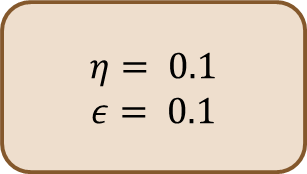 η = 0.1
ϵ = 0.1